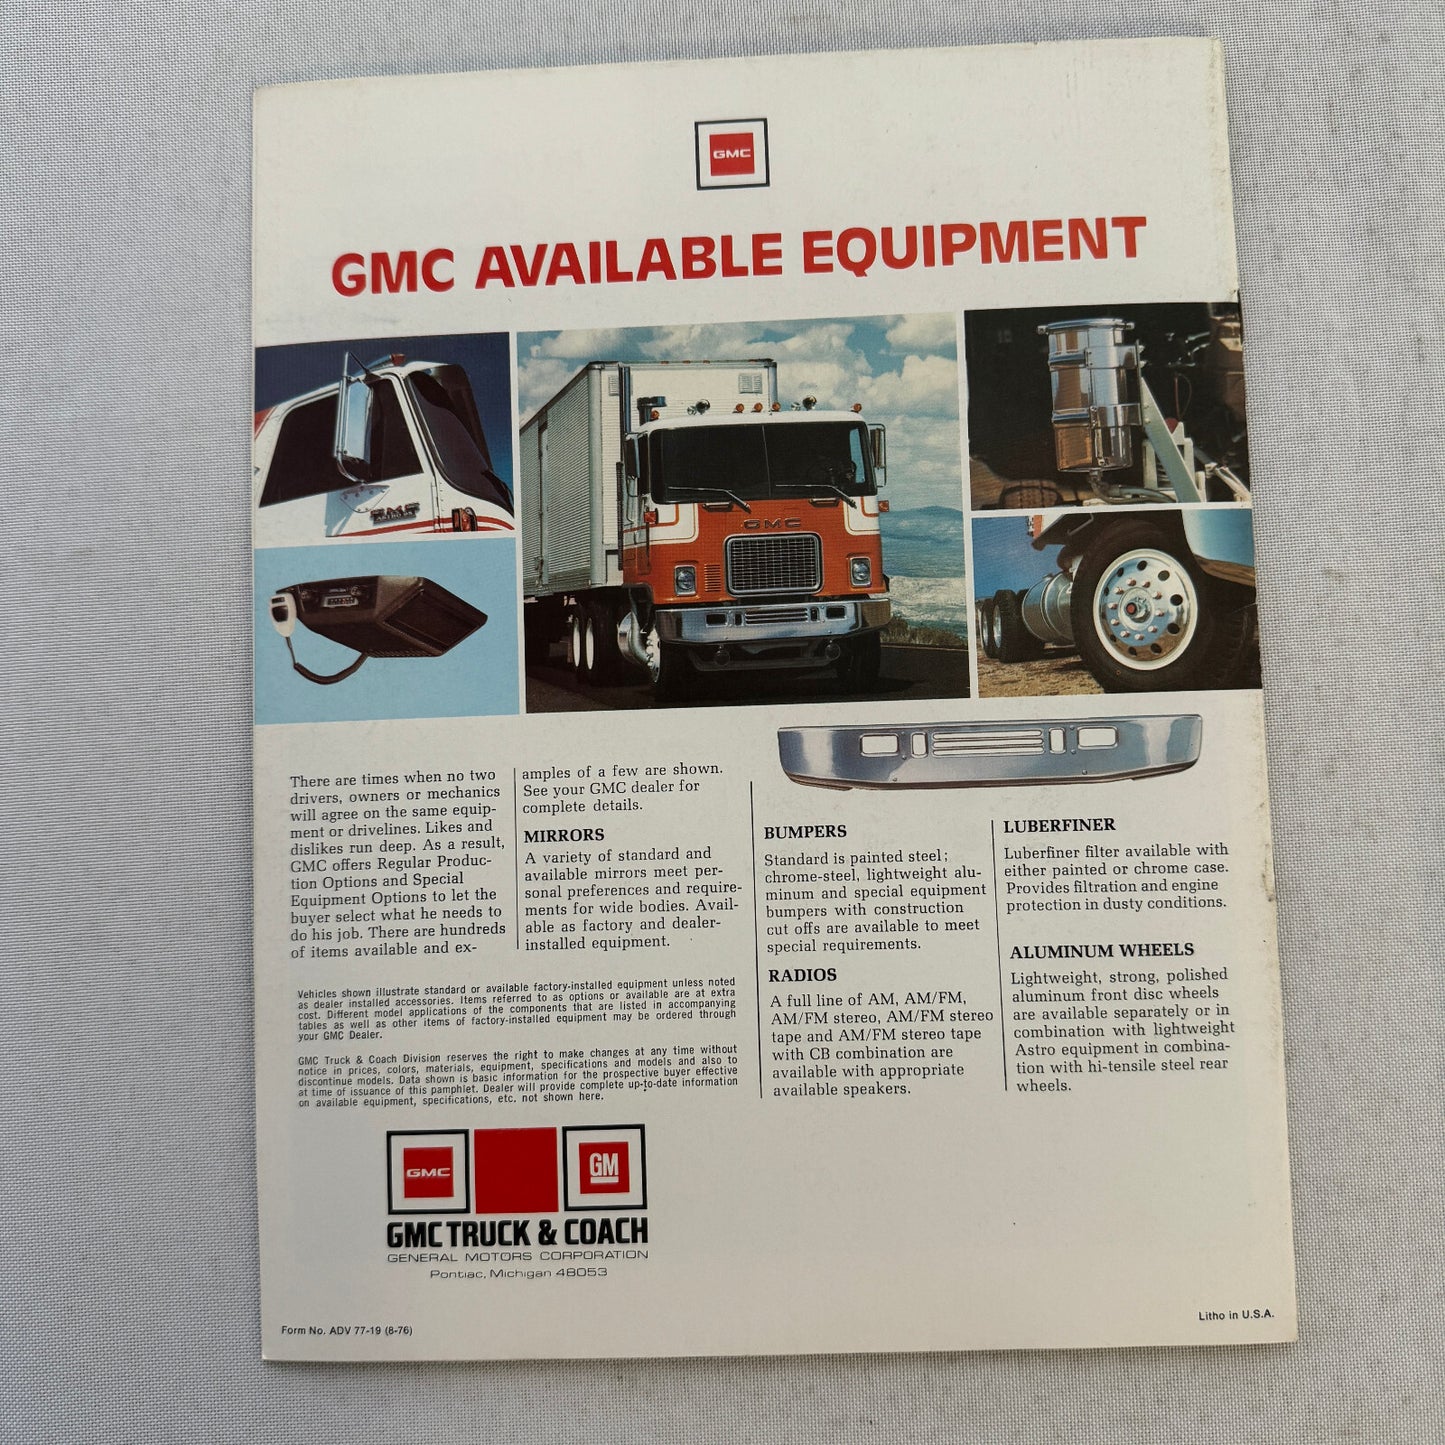 GMC
GMC AVAILABLE EQUIPMENT
GMC
There are times when no two
drivers, owners or mechanics
will agree on the same equip-
ment or drivelines. Likes and
dislikes run deep. As a result,
GMC offers Regular Produc-
tion Options and Special
Equipment Options to let the
buyer select what he needs to
do his job. There are hundreds
of items available and ex-
amples of a few are shown.
See your GMC dealer for
complete details.
MIRRORS
A variety of standard and
available mirrors meet per-
sonal preferences and require-
ments for wide bodies. Avail-
able as factory and dealer-
installed equipment.
Vehicles shown illustrate standard or available factory-installed equipment unless noted
as dealer installed accessories. Items referred to as options or available are at extra
cost. Different model applications of the components that are listed in accompanying
tables as well as other items of factory-installed equipment may be ordered through
your GMC Dealer.
GMC Truck & Coach Division reserves the right to make changes at any time without
notice in prices, colors, materials, equipment, specifications and models and also to
discontinue models. Data shown is basic information for the prospective buyer effective
at time of issuance of this pamphlet. Dealer will provide complete up-to-date information
on available equipment, specifications, etc. not shown here.
BUMPERS
Standard is painted steel;
chrome-steel, lightweight alu-
minum and special equipment
bumpers with construction
cut offs are available to meet
special requirements.
RADIOS
A full line of AM, AM/FM,
AM/FM stereo, AM/FM stereo
tape and AM/FM stereo tape
with CB combination are
available with appropriate
available speakers.
LUBERFINER
Luberfiner filter available with
either painted or chrome case.
Provides filtration and engine
protection in dusty conditions.
ALUMINUM WHEELS
Lightweight, strong, polished
aluminum front disc wheels
are available separately or in
combination with lightweight
Astro equipment in combina-
tion with hi-tensile steel rear
wheels.
GMC GM
GMC TRUCK & COACH
GENERAL MOTORS CORPORATION
Pontiac, Michigan 48053
Form No. ADV 77-19 (8-76)
Litho in U.S.A.